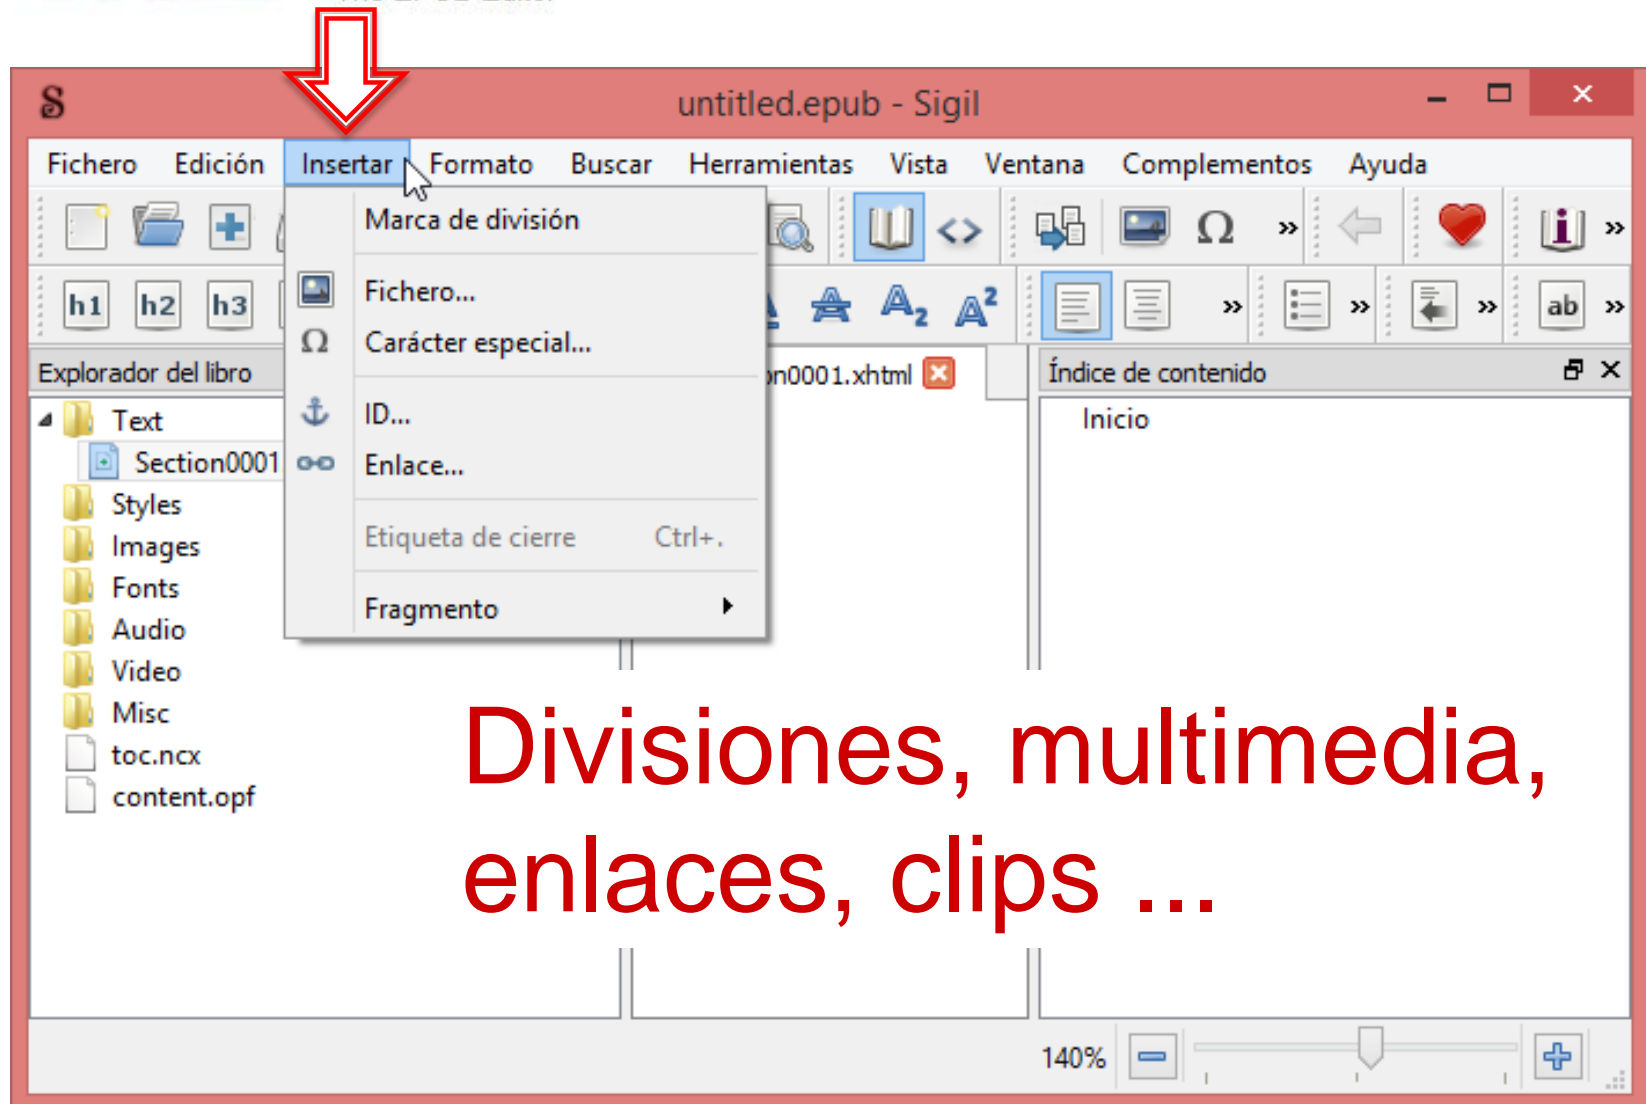 untitled.epub - Sigil
Fichero Edición Insertar Formato Buscar Herramientas Vista Ventana Complementos Ayuda
Marca de división
Fichero...
Carácter especial...
ID...
Enlace...
Etiqueta de cierre Ctrl+.
Fragmento
h1 h2 h3
ab
Explorador del libro
Text
Section0001
Styles
Images
Fonts
Audio
Video
Misc
toc.ncx
content.opf
n0001.xhtml
Índice de contenido
Inicio
Divisiones, multimedia,
enlaces, clips ...
140%